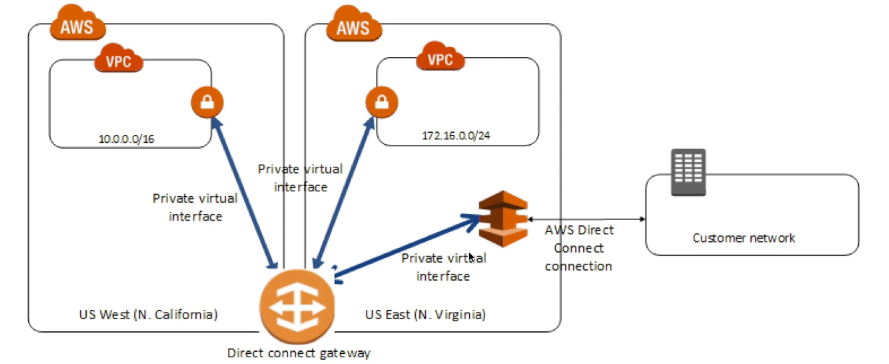 AWS
AWS
VPC
VPC
10.0.0.0/16
172.16.0.0/24
Private virtual
interface
Private virtual
interface
Private virtual
interface
AWS Direct
Connect
connection
Customer network
US West (N. California)
US East (N. Virginia)
Direct connect gateway